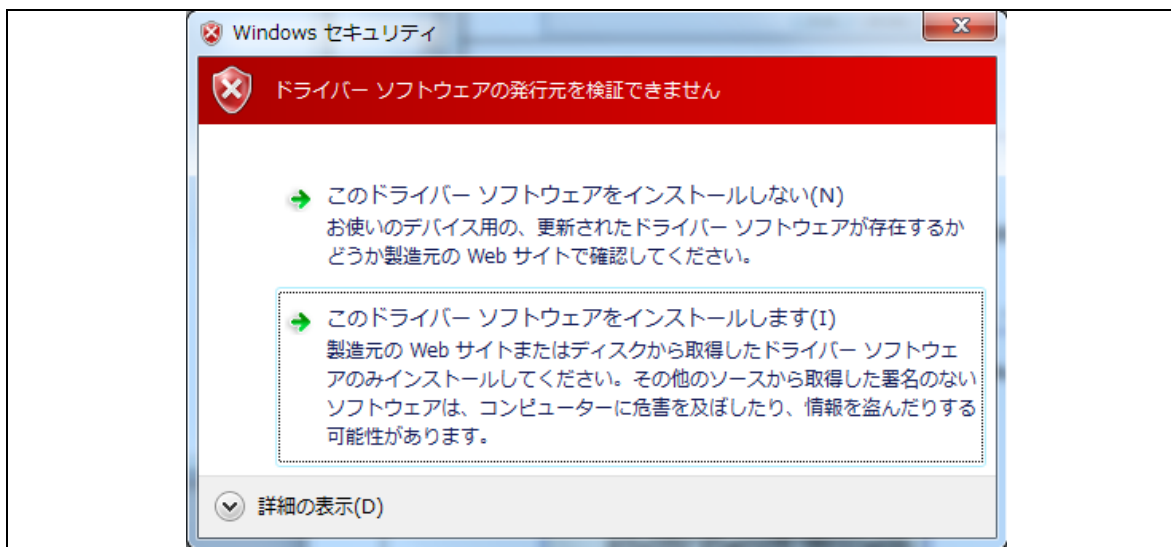 Windows セキュリティ
ドライバー ソフトウェアの発行元を検証できません
このドライバー ソフトウェアをインストールしない(N)
お使いのデバイス用の、更新されたドライバー ソフトウェアが存在するか
どうか製造元の Web サイトで確認してください。
このドライバー ソフトウェアをインストールします(I)
製造元の Web サイトまたはディスクから取得したドライバー ソフトウェ
アのみインストールしてください。その他のソースから取得した署名のない
ソフトウェアは、コンピューターに危害を及ぼしたり、情報を盗んだりする
可能性があります。
詳細の表示(D)